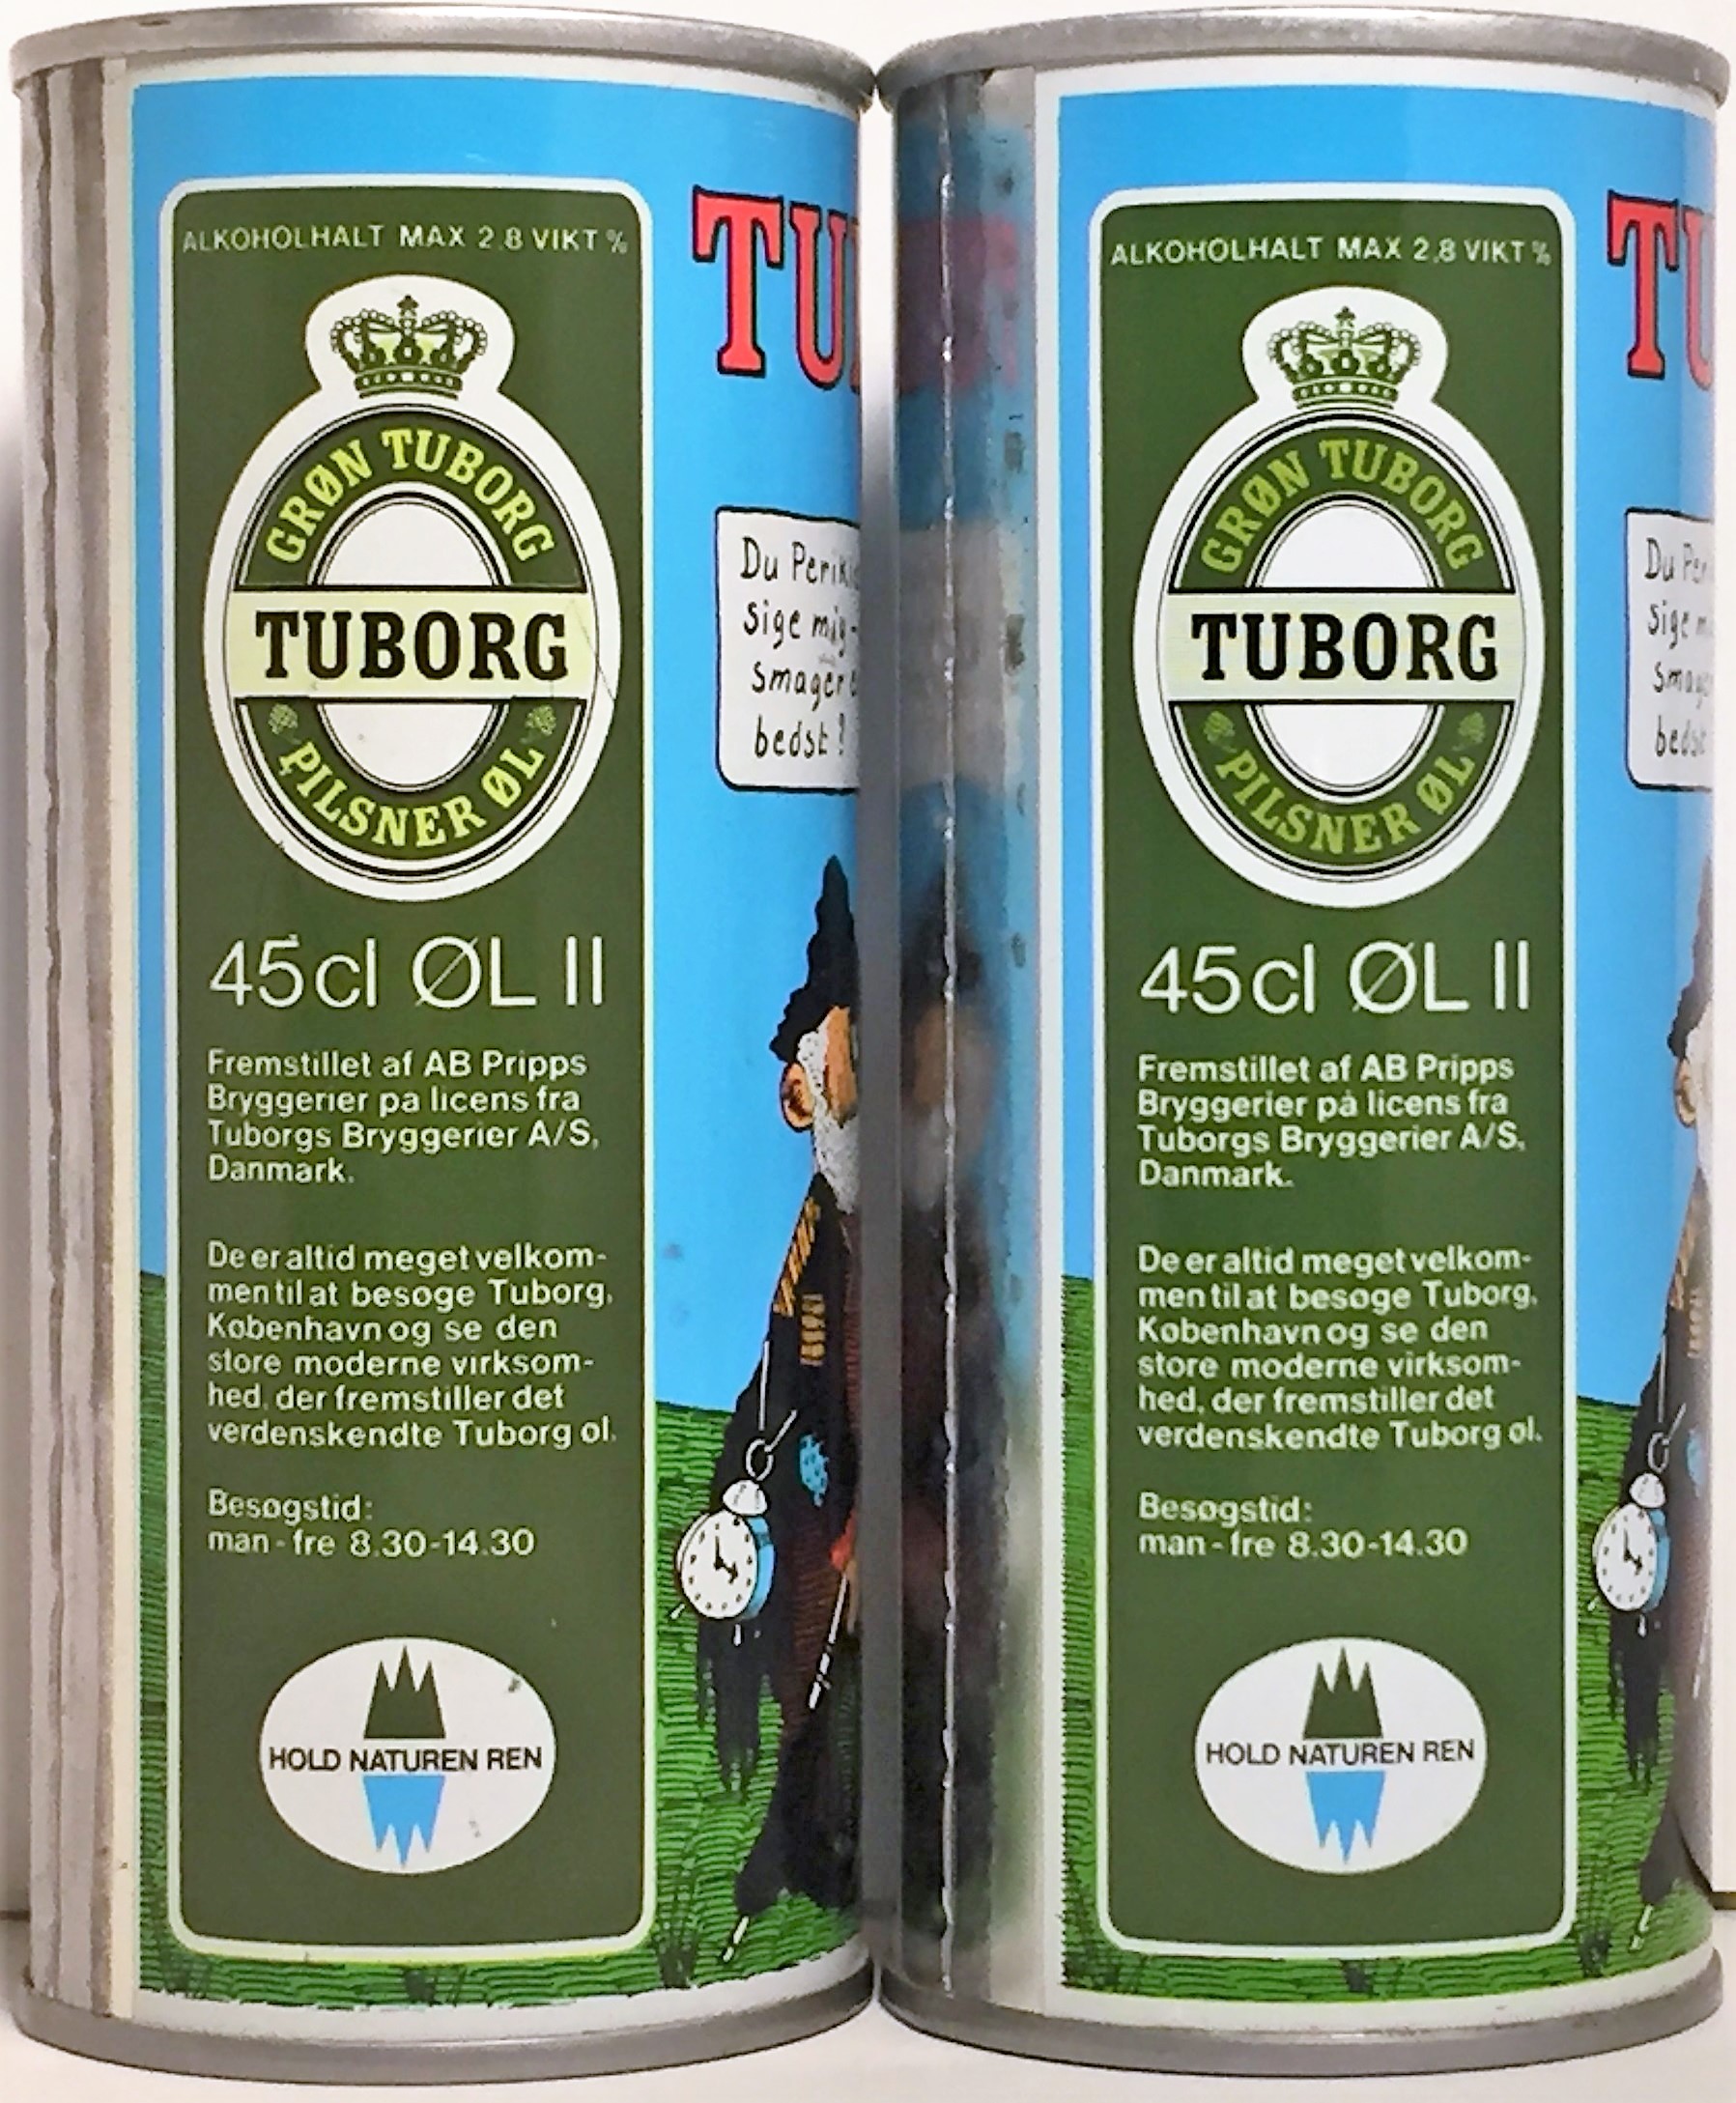 ALKOHOLHALT MAX 2,8 VIKT %
GRØN TUBORG
TUBORG
PILSNER ØL
45cl ØL II
Fremstillet af AB Pripps
Bryggerier på licens fra
Tuborgs Bryggerier A/S,
Danmark.
De er altid meget velkom-
men til at besøge Tuborg,
København og se den
store moderne virksom-
hed, der fremstiller det
verdenskendte Tuborg øl.
Besøgstid:
man - fre 8.30-14.30
HOLD NATUREN REN
TU
Du
sige mig-
smager
bedst?
ALKOHOLHALT MAX 2,8 VIKT %
GRØN TUBORG
TUBORG
PILSNER ØL
45cl ØL II
Fremstillet af AB Pripps
Bryggerier på licens fra
Tuborgs Bryggerier A/S,
Danmark.
De er altid meget velkom-
men til at besøge Tuborg,
København og se den
store moderne virksom-
hed, der fremstiller det
verdenskendte Tuborg øl.
Besøgstid:
man - fre 8.30-14.30
HOLD NATUREN REN
TU
Du
sige